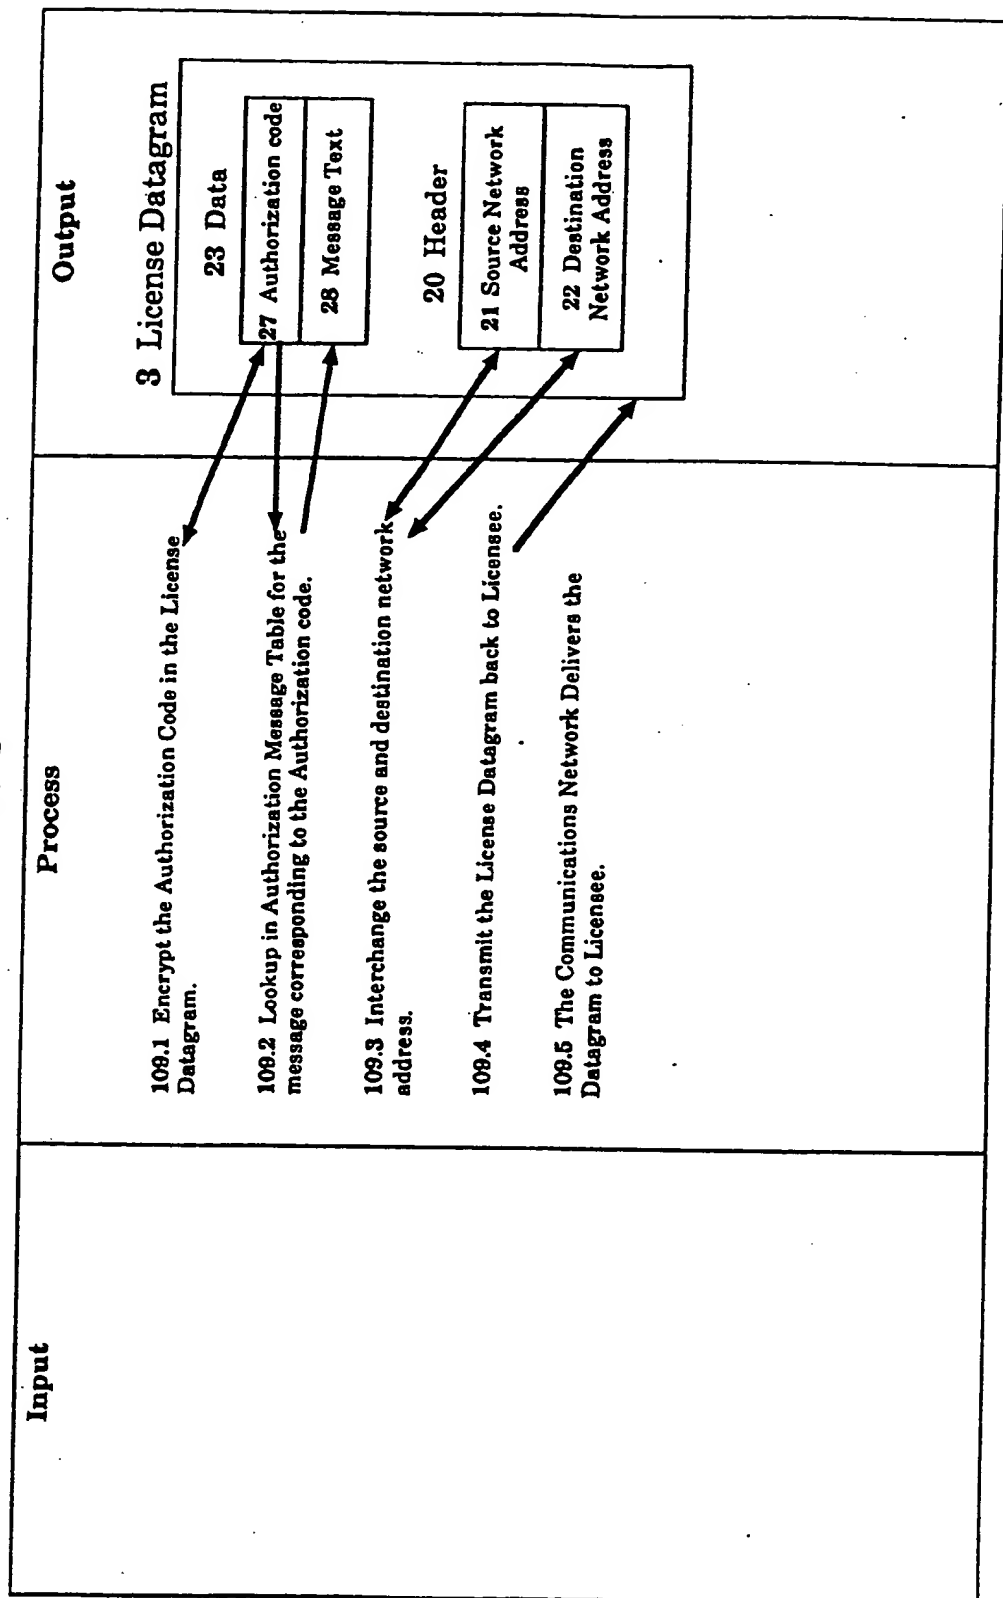 Input
Process
Output
109.1 Encrypt the Authorization Code in the License
Datagram.
109.2 Lookup in Authorization Message Table for the
message corresponding to the Authorization code.
109.3 Interchange the source and destination network
address.
109.4 Transmit the License Datagram back to Licensee.
109.5 The Communications Network Delivers the
Datagram to Licensee.
3 License Datagram
23 Data
27 Authorization code
28 Message Text
20 Header
21 Source Network
Address
22 Destination
Network Address